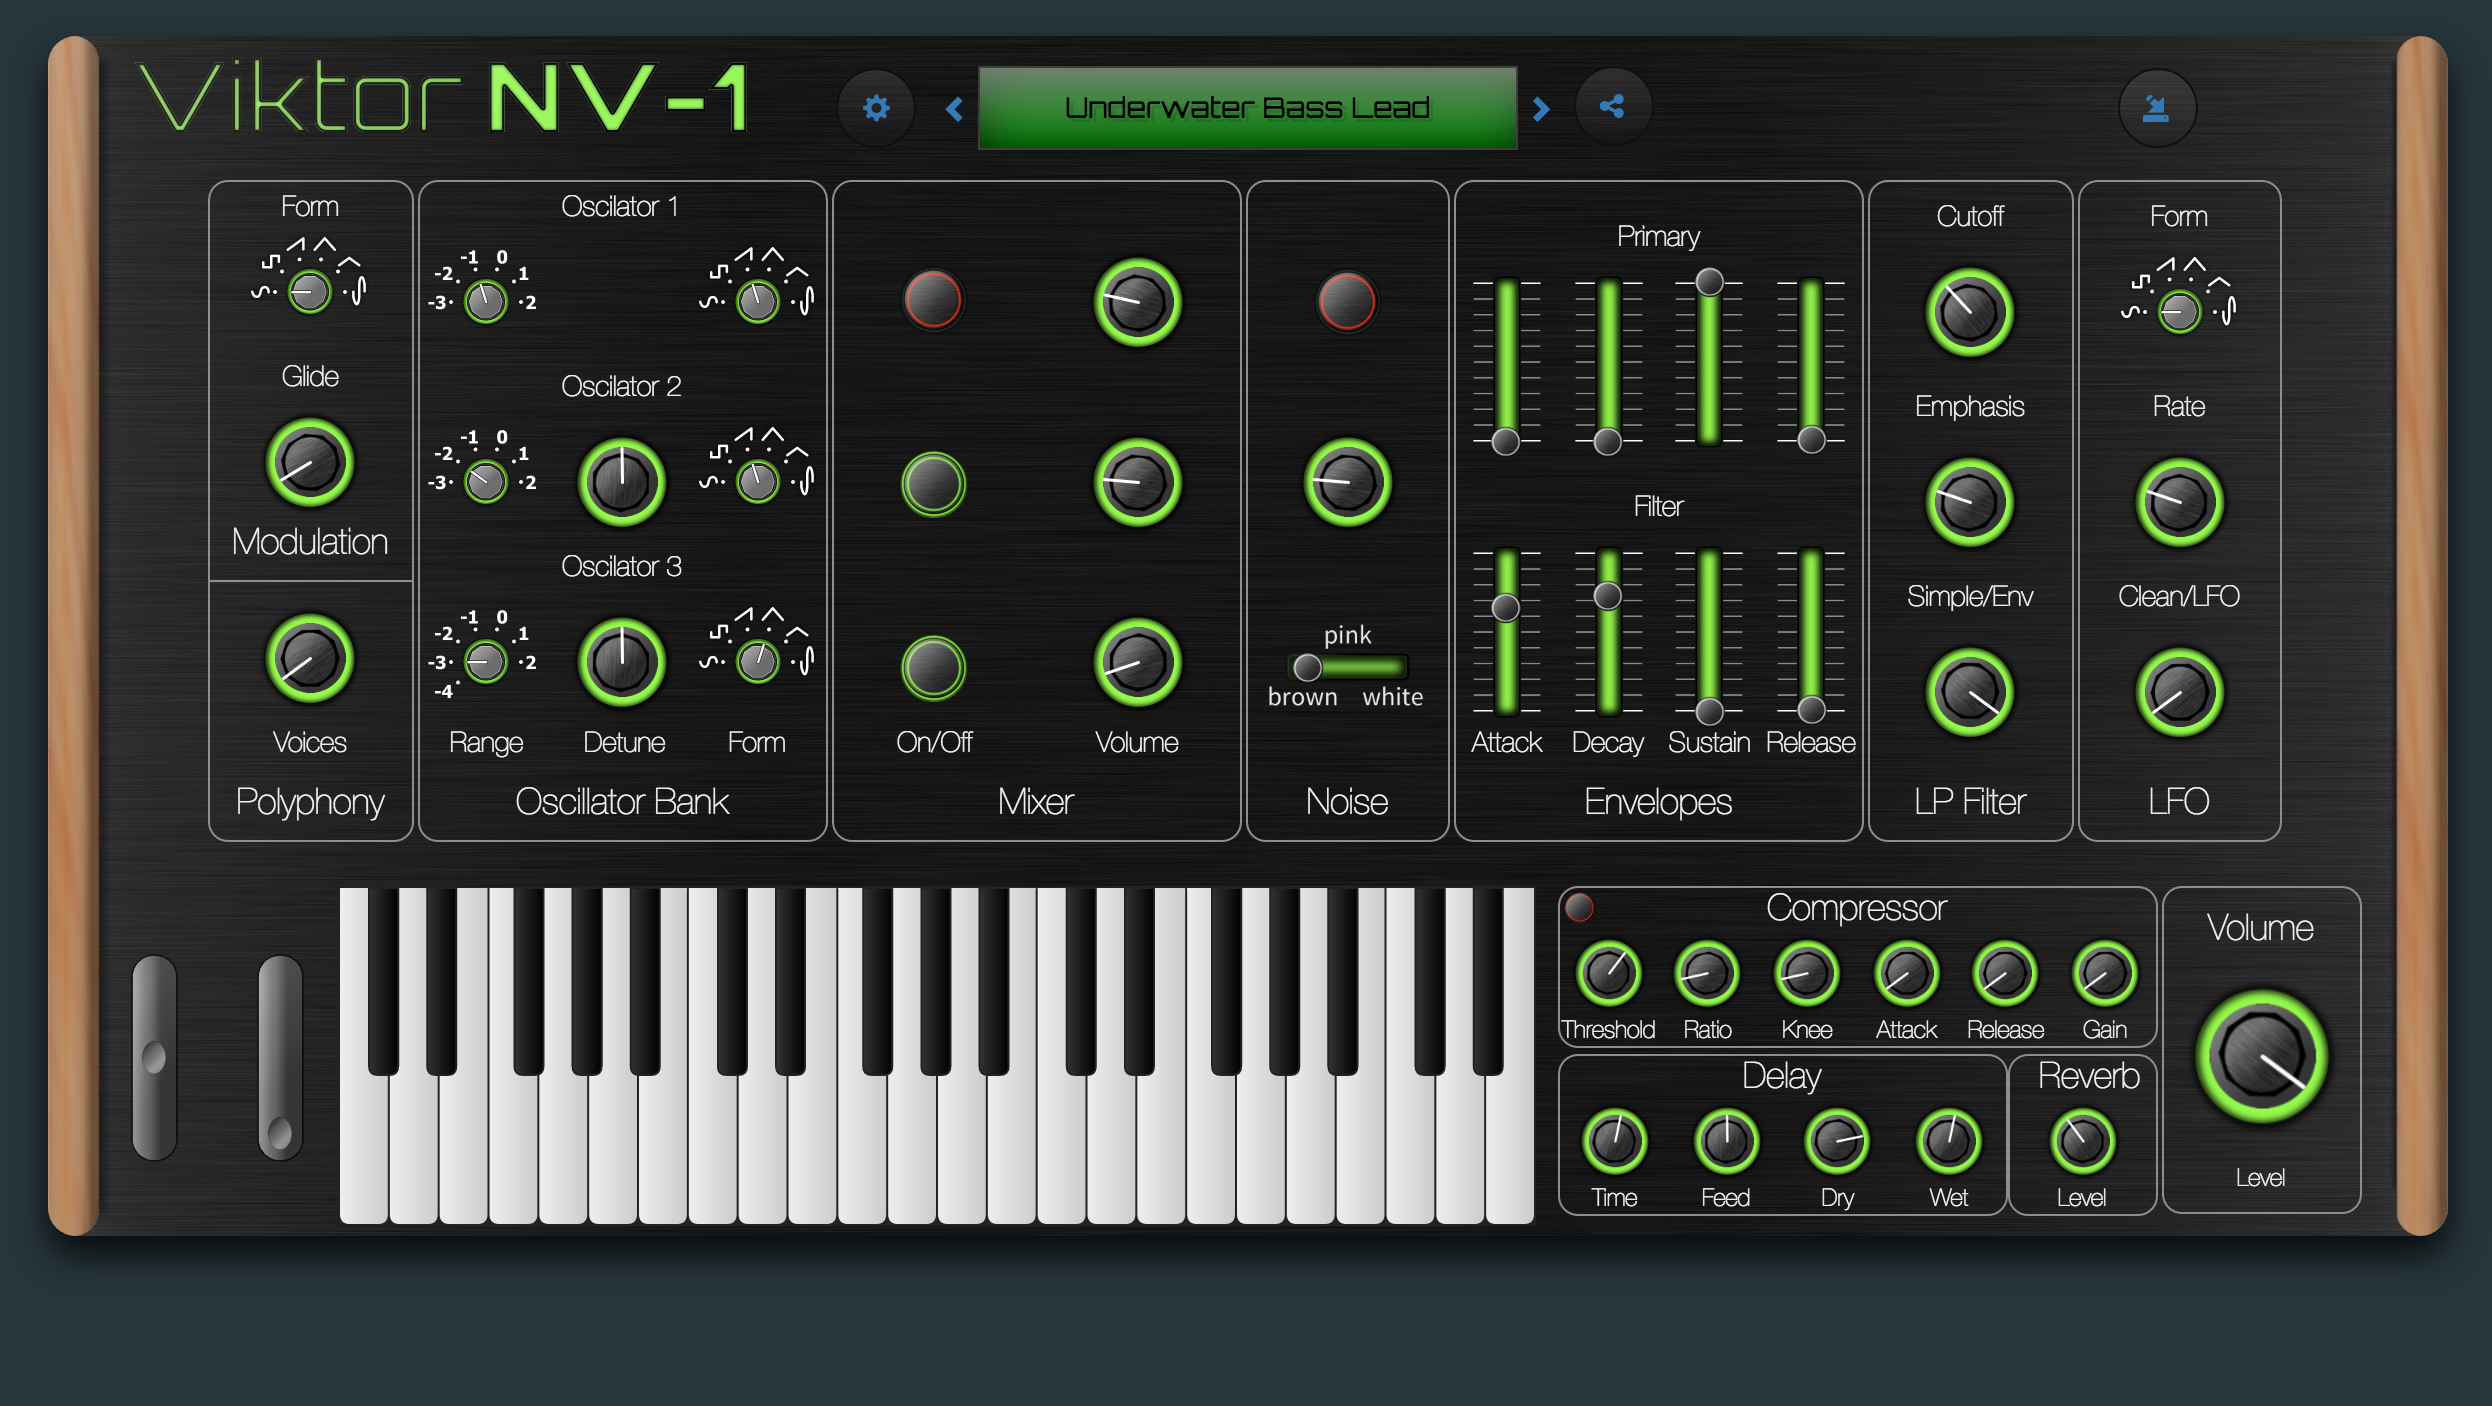 Viktor NV-1
Underwater Bass Lead
Form
Glide
Modulation
Voices
Polyphony
Oscilator 1
-3 -2 -1 0 1 2
Oscilator 2
-3 -2 -1 0 1 2
Oscilator 3
-4 -3 -2 -1 0 1 2
Range Detune Form
Oscillator Bank
On/Off Volume
Mixer
pink
brown white
Noise
Primary
Filter
Attack Decay Sustain Release
Envelopes
Cutoff
Emphasis
Simple/Env
LP Filter
Form
Rate
Clean/LFO
LFO
Compressor
Threshold Ratio Knee Attack Release Gain
Delay
Time Feed Dry Wet
Reverb
Level
Volume
Level